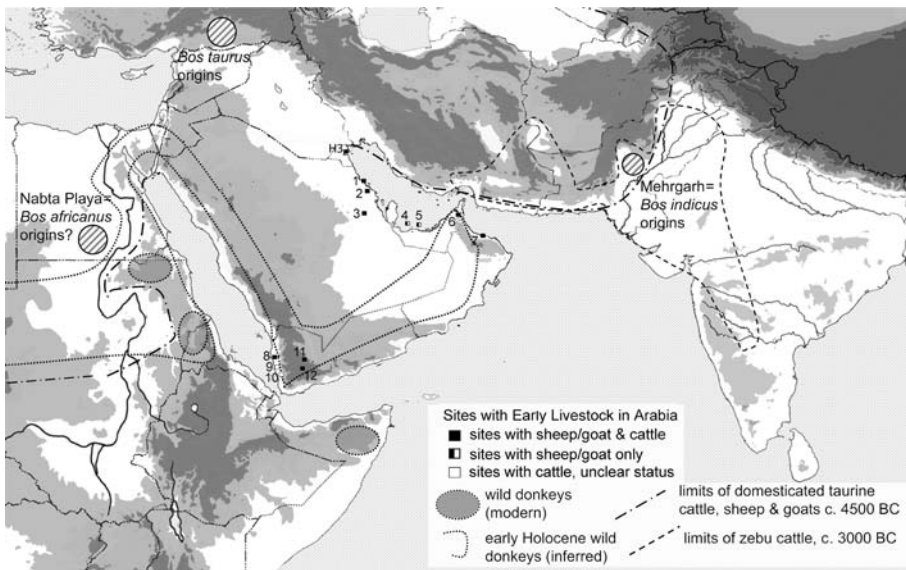 Bos taurus
origins
H3
1
2
3
4
5
6
7
Nabta Playa=
Bos africanus
origins?
Mehrgarh=
Bos indicus
origins
8
9
10
11
12
Sites with Early Livestock in Arabia
sites with sheep/goat & cattle
sites with sheep/goat only
sites with cattle, unclear status
wild donkeys
(modern)
early Holocene wild
donkeys (inferred)
limits of domesticated taurine
cattle, sheep & goats c. 4500 BC
limits of zebu cattle, c. 3000 BC